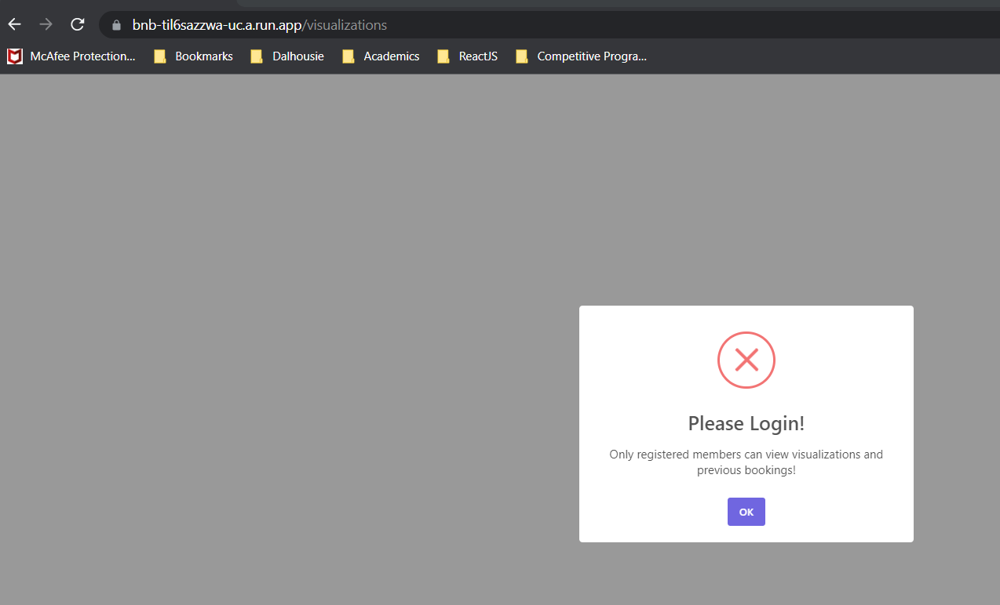 bnb-til6sazzwa-uc.a.run.app/visualizations
McAfee Protection... Bookmarks Dalhousie Academics ReactJS Competitive Progra...
Please Login!
Only registered members can view visualizations and
previous bookings!
OK